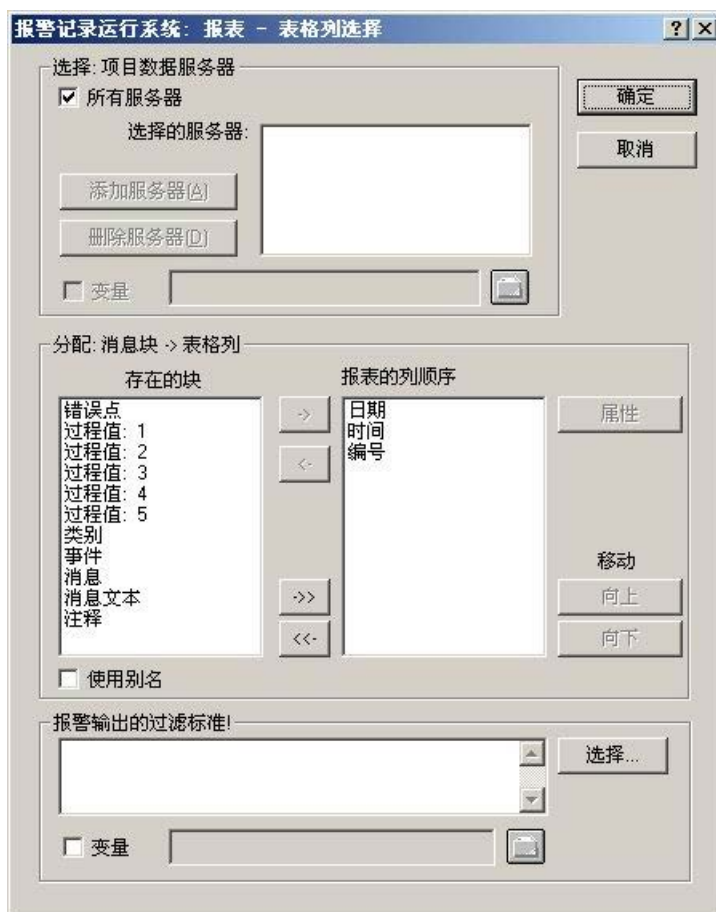 报警记录运行系统: 报表 - 表格列选择
选择: 项目数据服务器
所有服务器
确定
选择的服务器:
取消
添加服务器(A)
删除服务器(D)
变量
分配: 消息块 -> 表格列
存在的块
报表的列顺序
错误点
过程值: 1
过程值: 2
过程值: 3
过程值: 4
过程值: 5
类别
事件
消息
消息文本
注释
->
<-
->>
<<-
日期
时间
编号
属性
移动
向上
向下
使用别名
报警输出的过滤标准!
选择...
变量